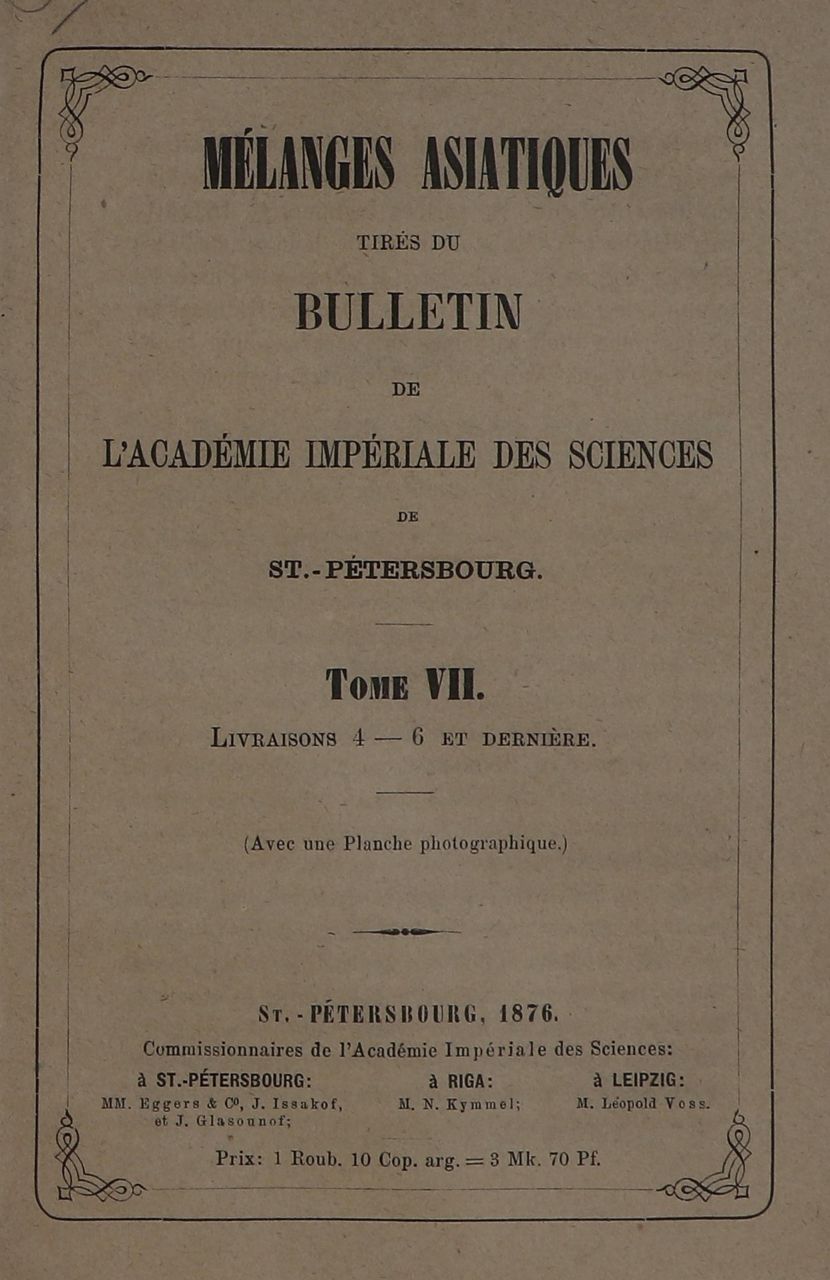 MÉLANGES ASIATIQUES
TIRÉS DU
BULLETIN
DE
L'ACADÉMIE IMPÉRIALE DES SCIENCES
DE
ST.-PÉTERSBOURG.
TOME VII.
LIVRAISONS 4 — 6 ET DERNIÈRE.
(Avec une Planche photographique.)
ST.-PÉTERSBOURG, 1876.
Commissionnaires de l'Académie Impériale des Sciences:
à ST.-PÉTERSBOURG: à RIGA: à LEIPZIG:
MM. Eggers & Cº, J. Issakof, M. N. Kymmel; M. Léopold Voss.
et J. Glasounof;
Prix: 1 Roub. 10 Cop. arg. = 3 Mk. 70 Pf.